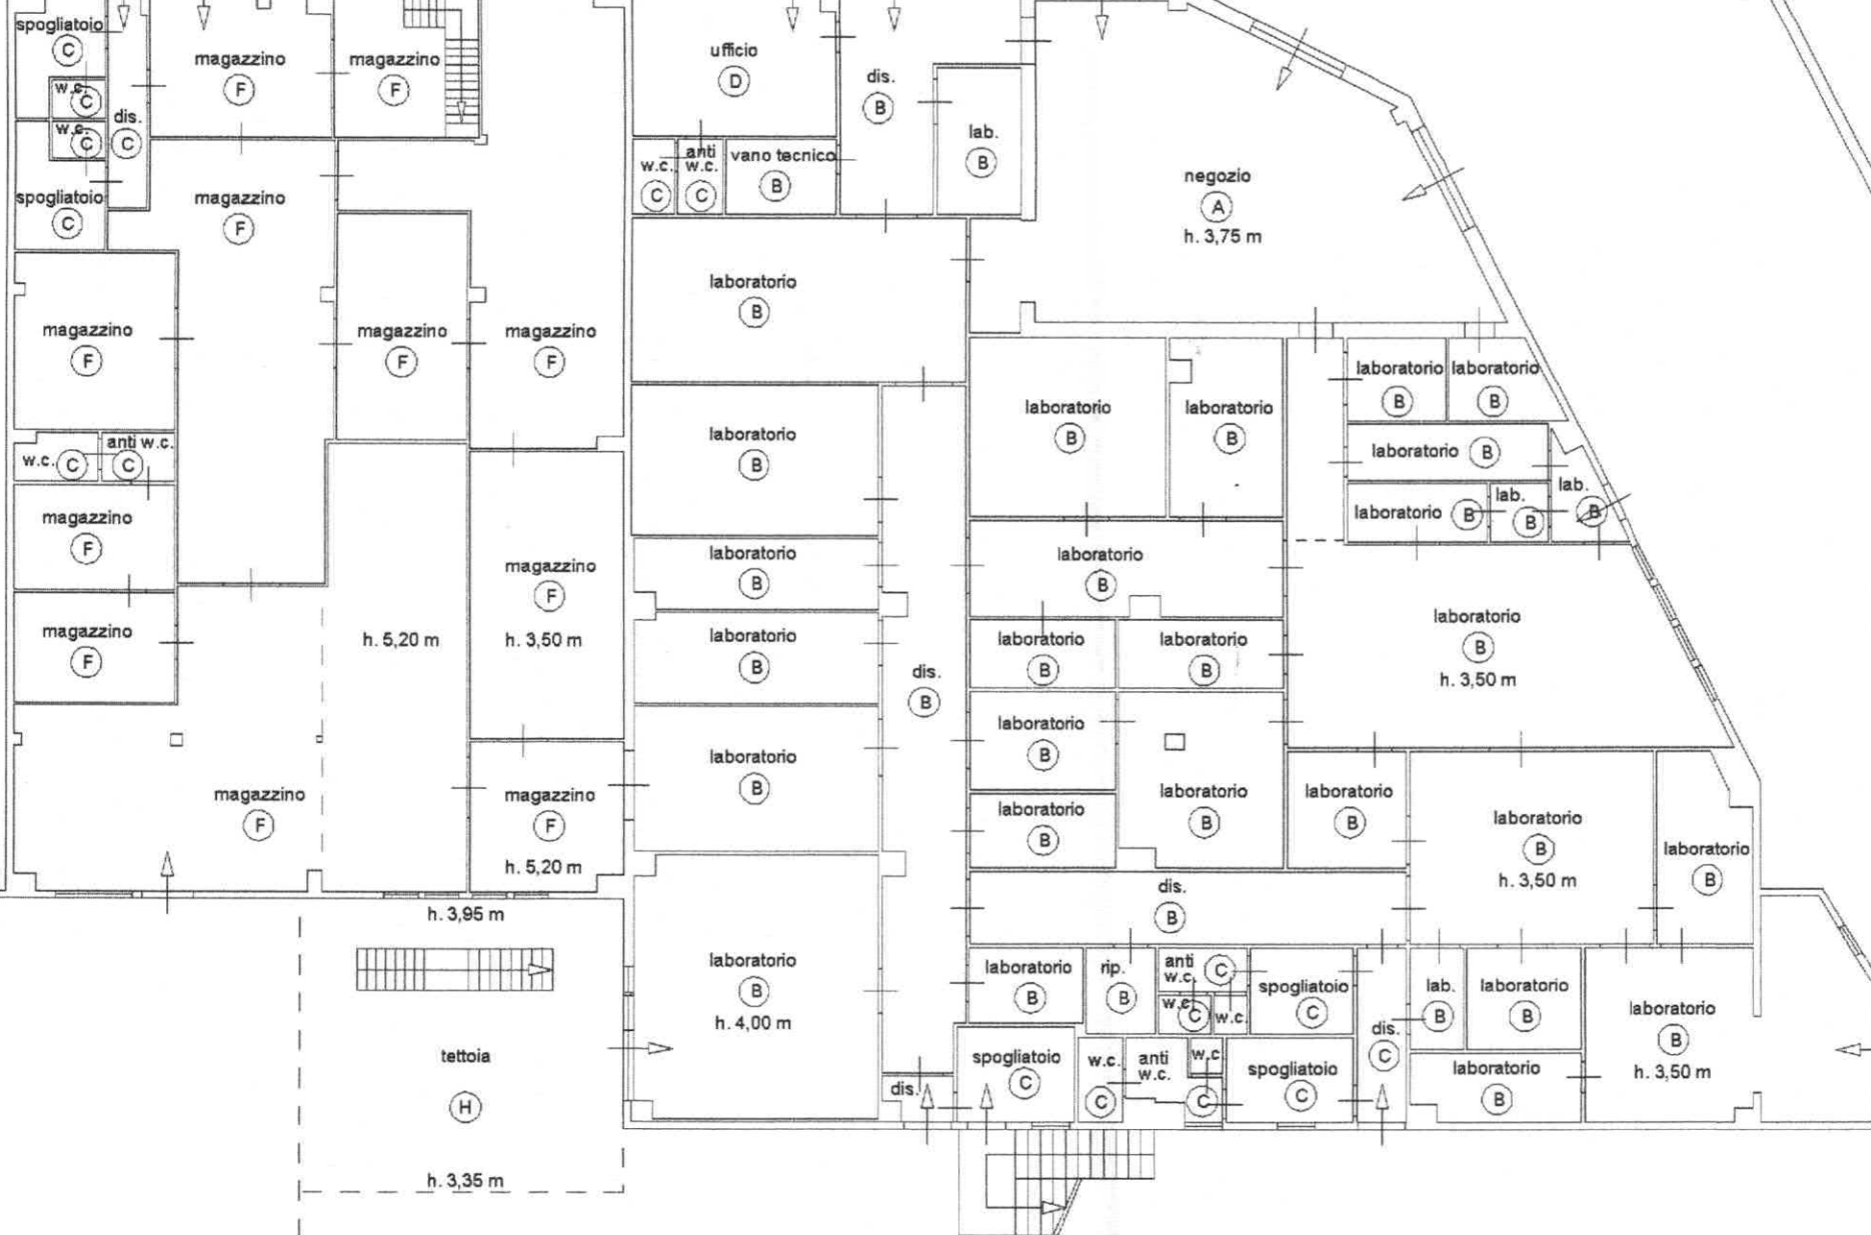 spogliatoio
C
w.c.
C
w.c.
C
dis.
C
spogliatoio
C
magazzino
F
magazzino
F
magazzino
F
magazzino
F
magazzino
F
magazzino
F
w.c.
C
anti w.c.
C
magazzino
F
magazzino
F
magazzino
F
h. 5,20 m
magazzino
F
h. 3,50 m
magazzino
F
h. 5,20 m
h. 3,95 m
tettoia
H
h. 3,35 m
ufficio
D
w.c.
C
anti
w.c.
C
vano tecnico
B
dis.
B
lab.
B
negozio
A
h. 3,75 m
laboratorio
B
laboratorio
B
laboratorio
B
laboratorio
B
laboratorio
B
laboratorio
B
h. 4,00 m
dis.
B
dis.
laboratorio
B
laboratorio
B
laboratorio
B
laboratorio
B
laboratorio
B
laboratorio
B
lab.
B
lab.
B
laboratorio
B
laboratorio
B
h. 3,50 m
laboratorio
B
laboratorio
B
laboratorio
B
laboratorio
B
laboratorio
B
laboratorio
B
laboratorio
B
h. 3,50 m
laboratorio
B
dis.
B
laboratorio
B
rip.
B
anti
w.c.
C
w.c.
C
w.c.
spogliatoio
C
spogliatoio
C
w.c.
C
anti
w.c.
w.c.
C
spogliatoio
C
dis.
C
lab.
B
laboratorio
B
laboratorio
B
laboratorio
B
h. 3,50 m